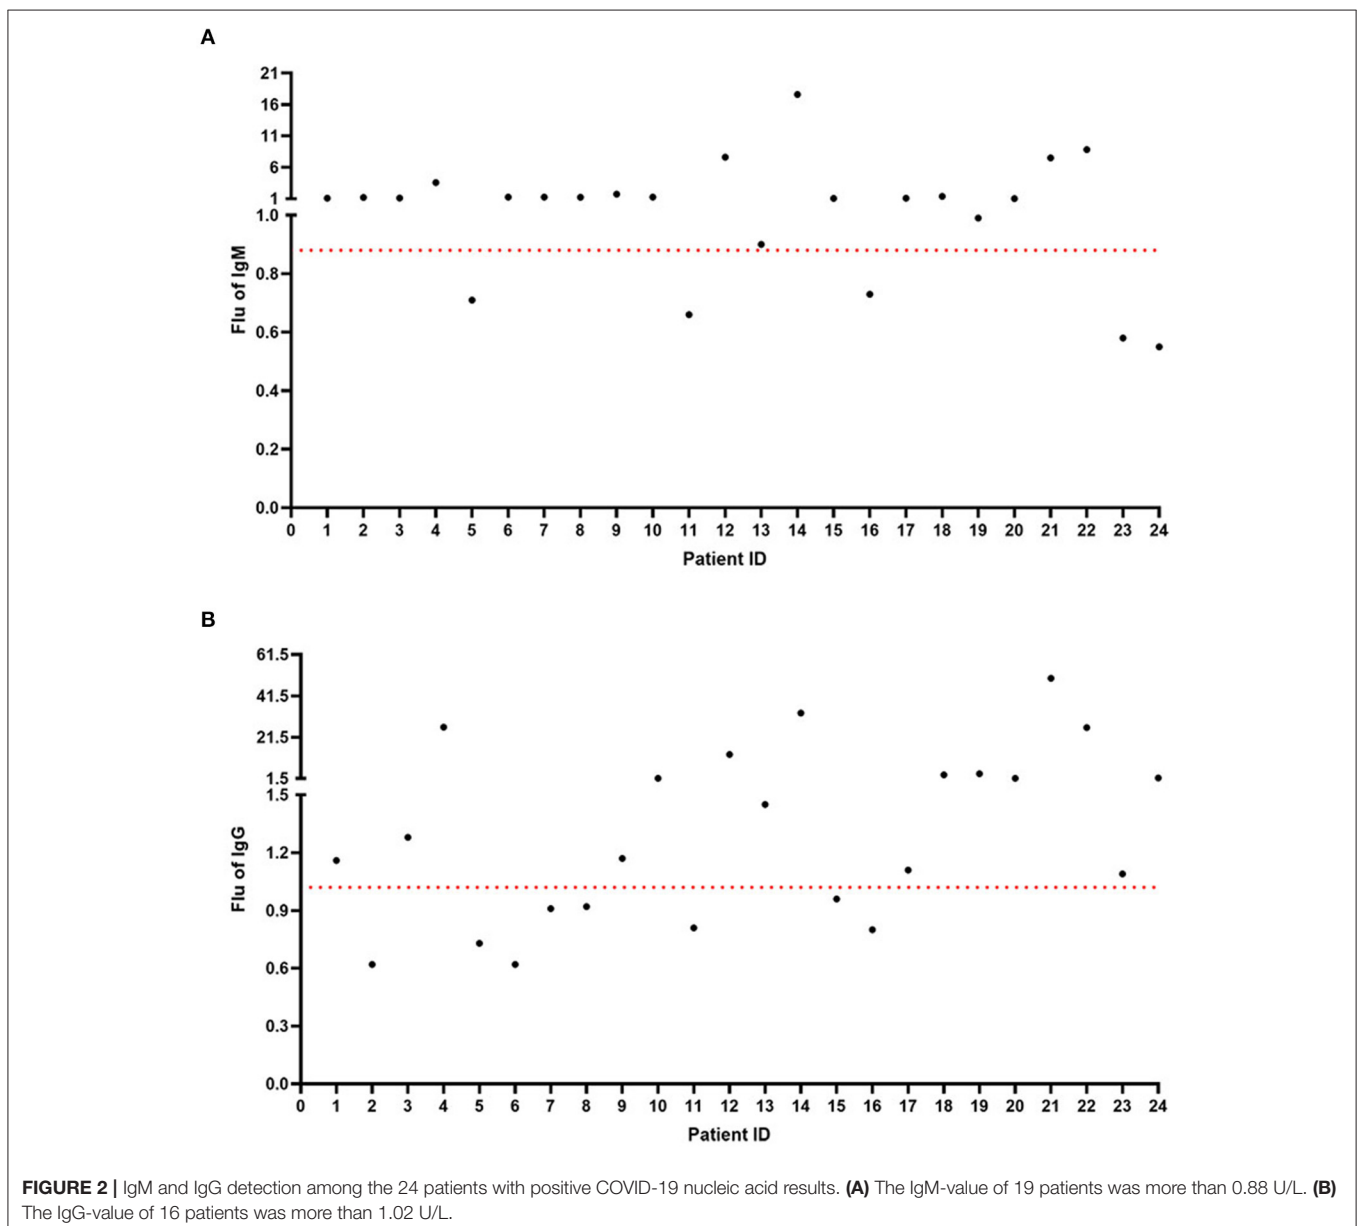 A
21
16
11
6
1
1.0
0.8
0.6
0.4
0.2
0.0
Flu of IgM
0 1 2 3 4 5 6 7 8 9 10 11 12 13 14 15 16 17 18 19 20 21 22 23 24
Patient ID
B
61.5
41.5
21.5
1.5
1.5
1.2
0.9
0.6
0.3
0.0
Flu of IgG
0 1 2 3 4 5 6 7 8 9 10 11 12 13 14 15 16 17 18 19 20 21 22 23 24
Patient ID
FIGURE 2 | IgM and IgG detection among the 24 patients with positive COVID-19 nucleic acid results. (A) The IgM-value of 19 patients was more than 0.88 U/L. (B)
The IgG-value of 16 patients was more than 1.02 U/L.